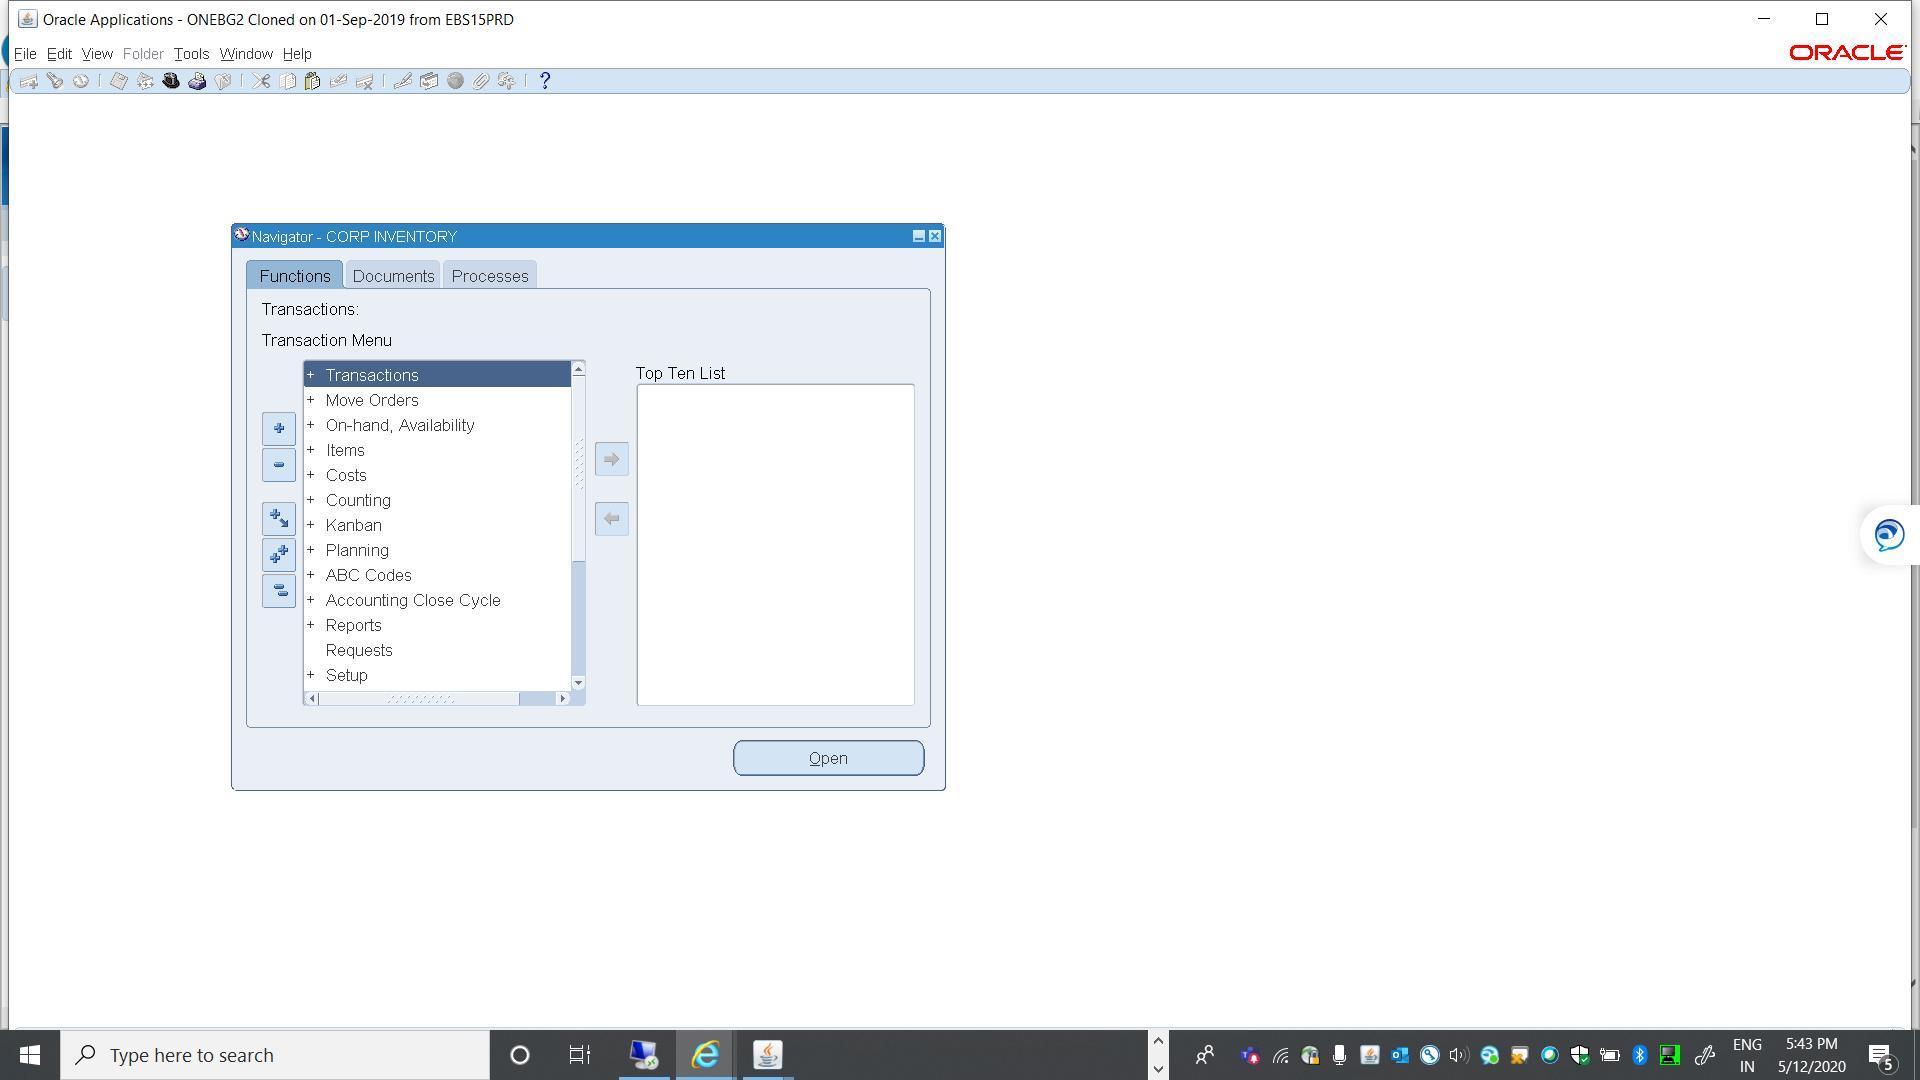 Oracle Applications - ONEBG2 Cloned on 01-Sep-2019 from EBS15PRD
File Edit View Folder Tools Window Help
ORACLE
?
Navigator - CORP INVENTORY
Functions Documents Processes
Transactions:
Transaction Menu
Top Ten List
+ Transactions
+ Move Orders
+ On-hand, Availability
+ Items
+ Costs
+ Counting
+ Kanban
+ Planning
+ ABC Codes
+ Accounting Close Cycle
+ Reports
Requests
+ Setup
Open
Type here to search
ENG
IN
5:43 PM
5/12/2020
5